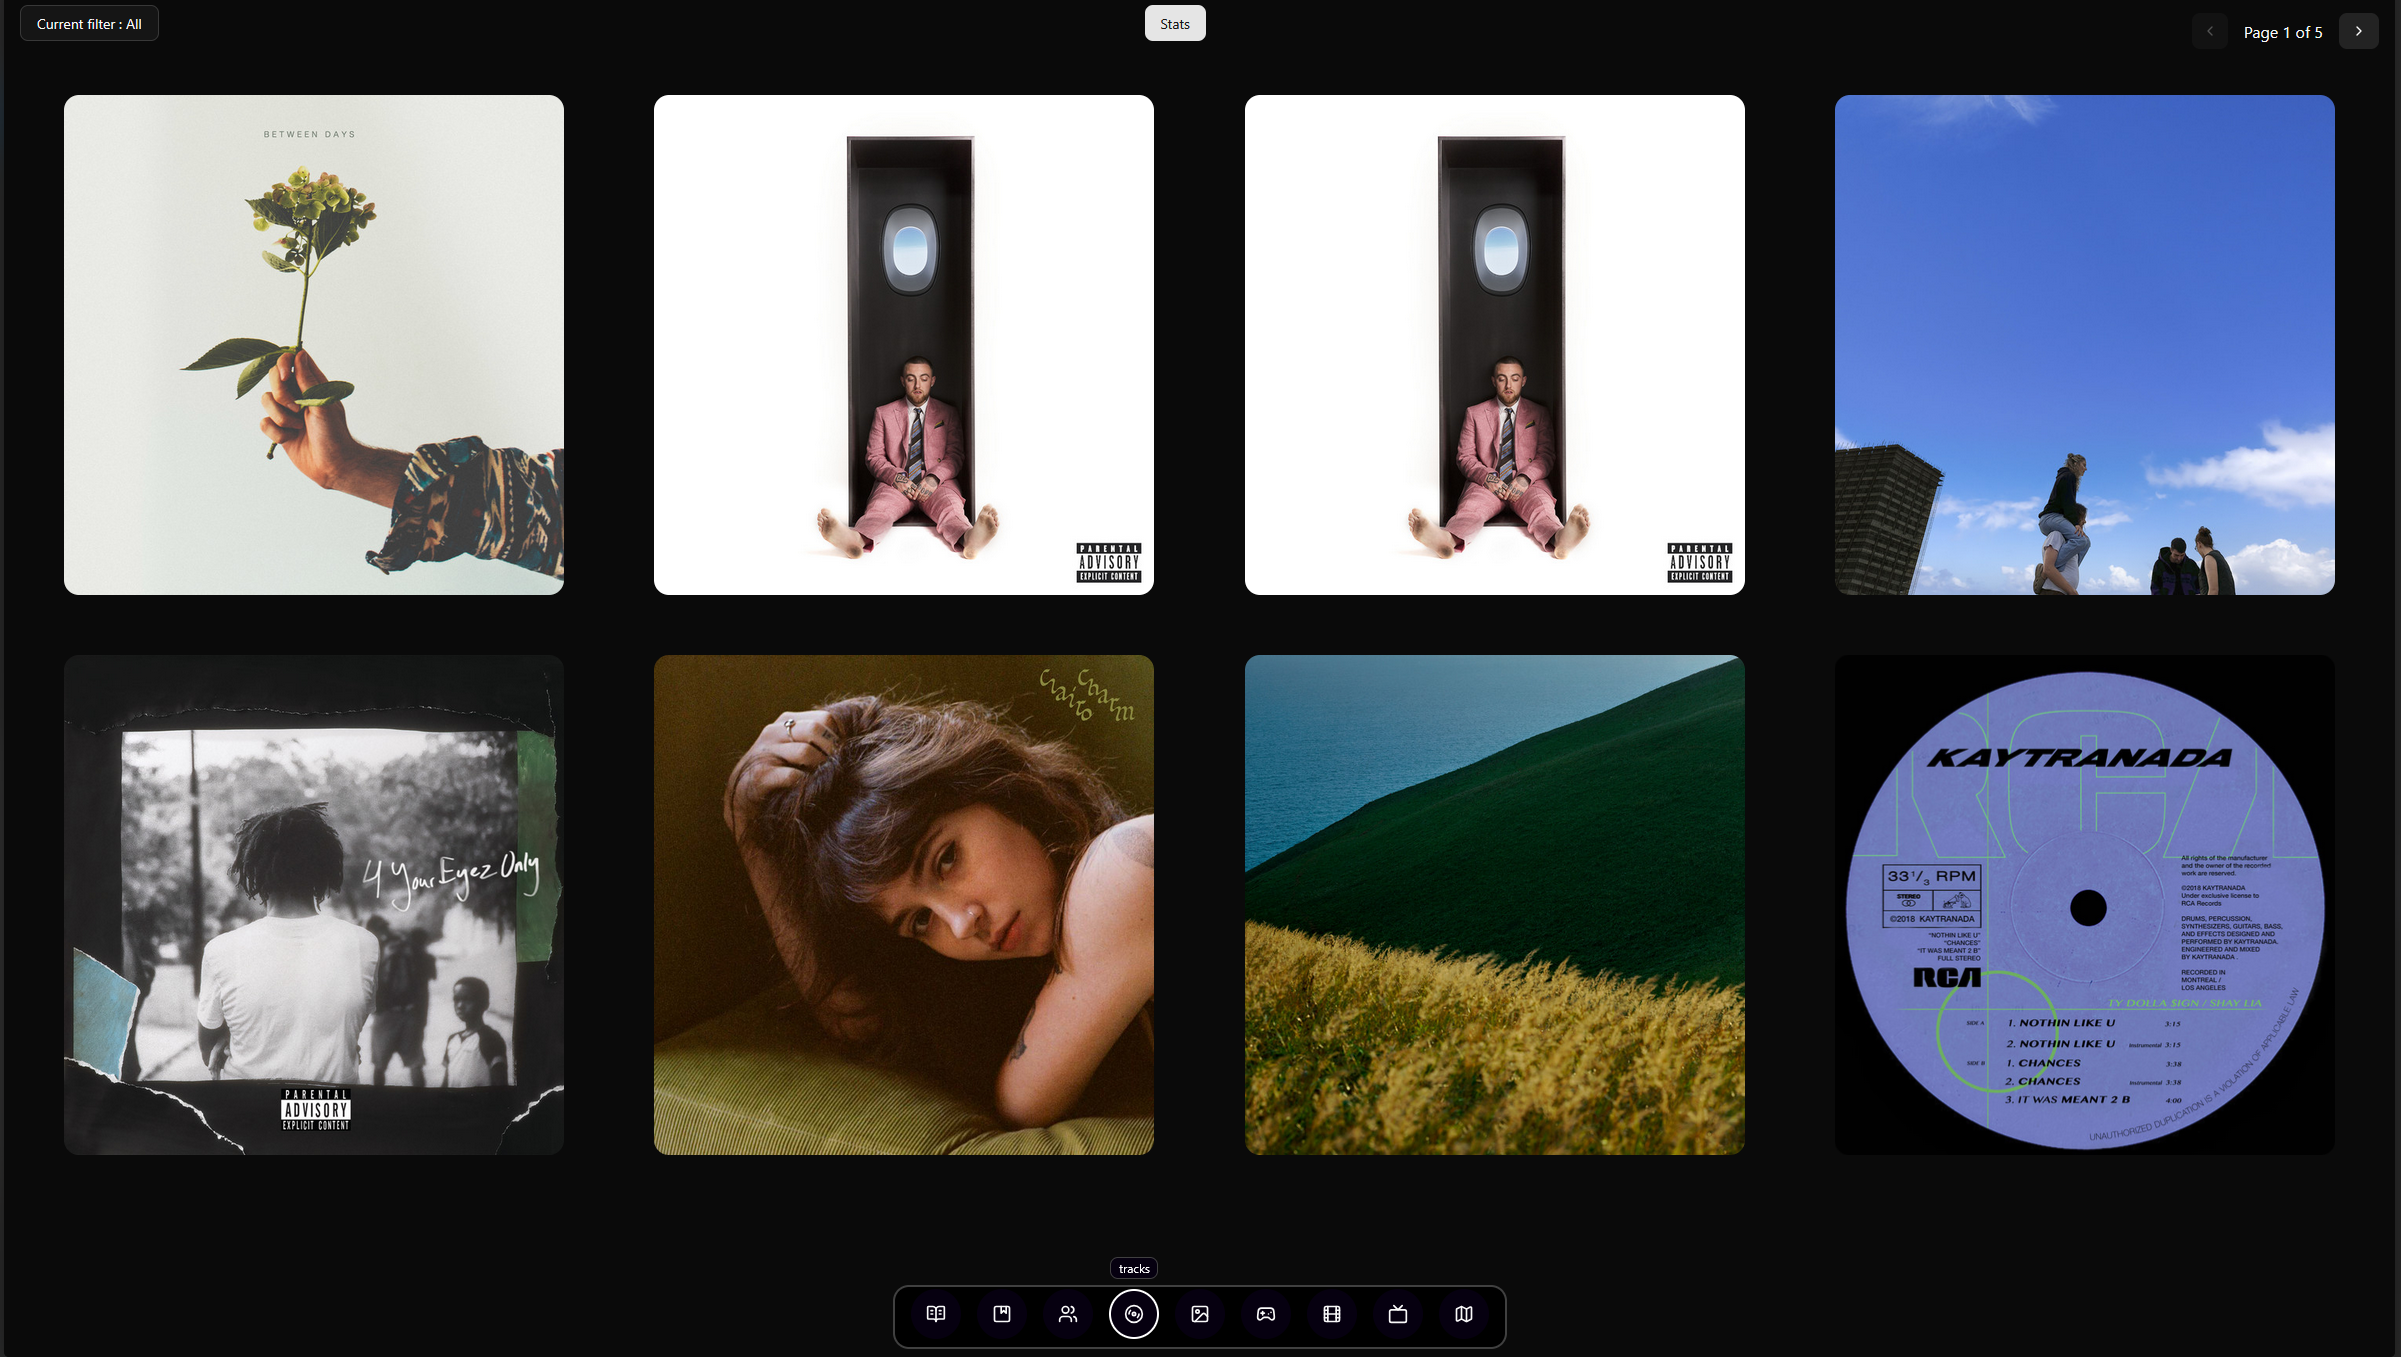 Current filter : All
Stats
Page 1 of 5
BETWEEN DAYS
PARENTAL
ADVISORY
EXPLICIT CONTENT
PARENTAL
ADVISORY
EXPLICIT CONTENT
4 Your Eyez Only
PARENTAL
ADVISORY
EXPLICIT CONTENT
Clairo
Charm
KAYTRANADA
RCA
33 1/3 RPM
STEREO
©2018 KAYTRANADA
"NOTHIN LIKE U"
"CHANCES"
"IT WAS MEANT 2 B"
FULL STEREO
RCA
All rights of the manufacturer
and the owner of the recorded
work are reserved.
©2018 KAYTRANADA
Under exclusive license to
RCA Records
DRUMS, PERCUSSION,
SYNTHESIZERS, GUITARS, BASS,
AND EFFECTS DESIGNED AND
PERFORMED BY KAYTRANADA.
ENGINEERED AND MIXED
BY KAYTRANADA .
RECORDED IN
MONTREAL /
LOS ANGELES
TY DOLLA $IGN / SHAY LIA
SIDE A 1. NOTHIN LIKE U 3:15
2. NOTHIN LIKE U Instrumental 3:15
SIDE B 1. CHANCES 3:38
2. CHANCES Instrumental 3:38
3. IT WAS MEANT 2 B 4:00
UNAUTHORIZED DUPLICATION IS A VIOLATION OF APPLICABLE LAW
tracks